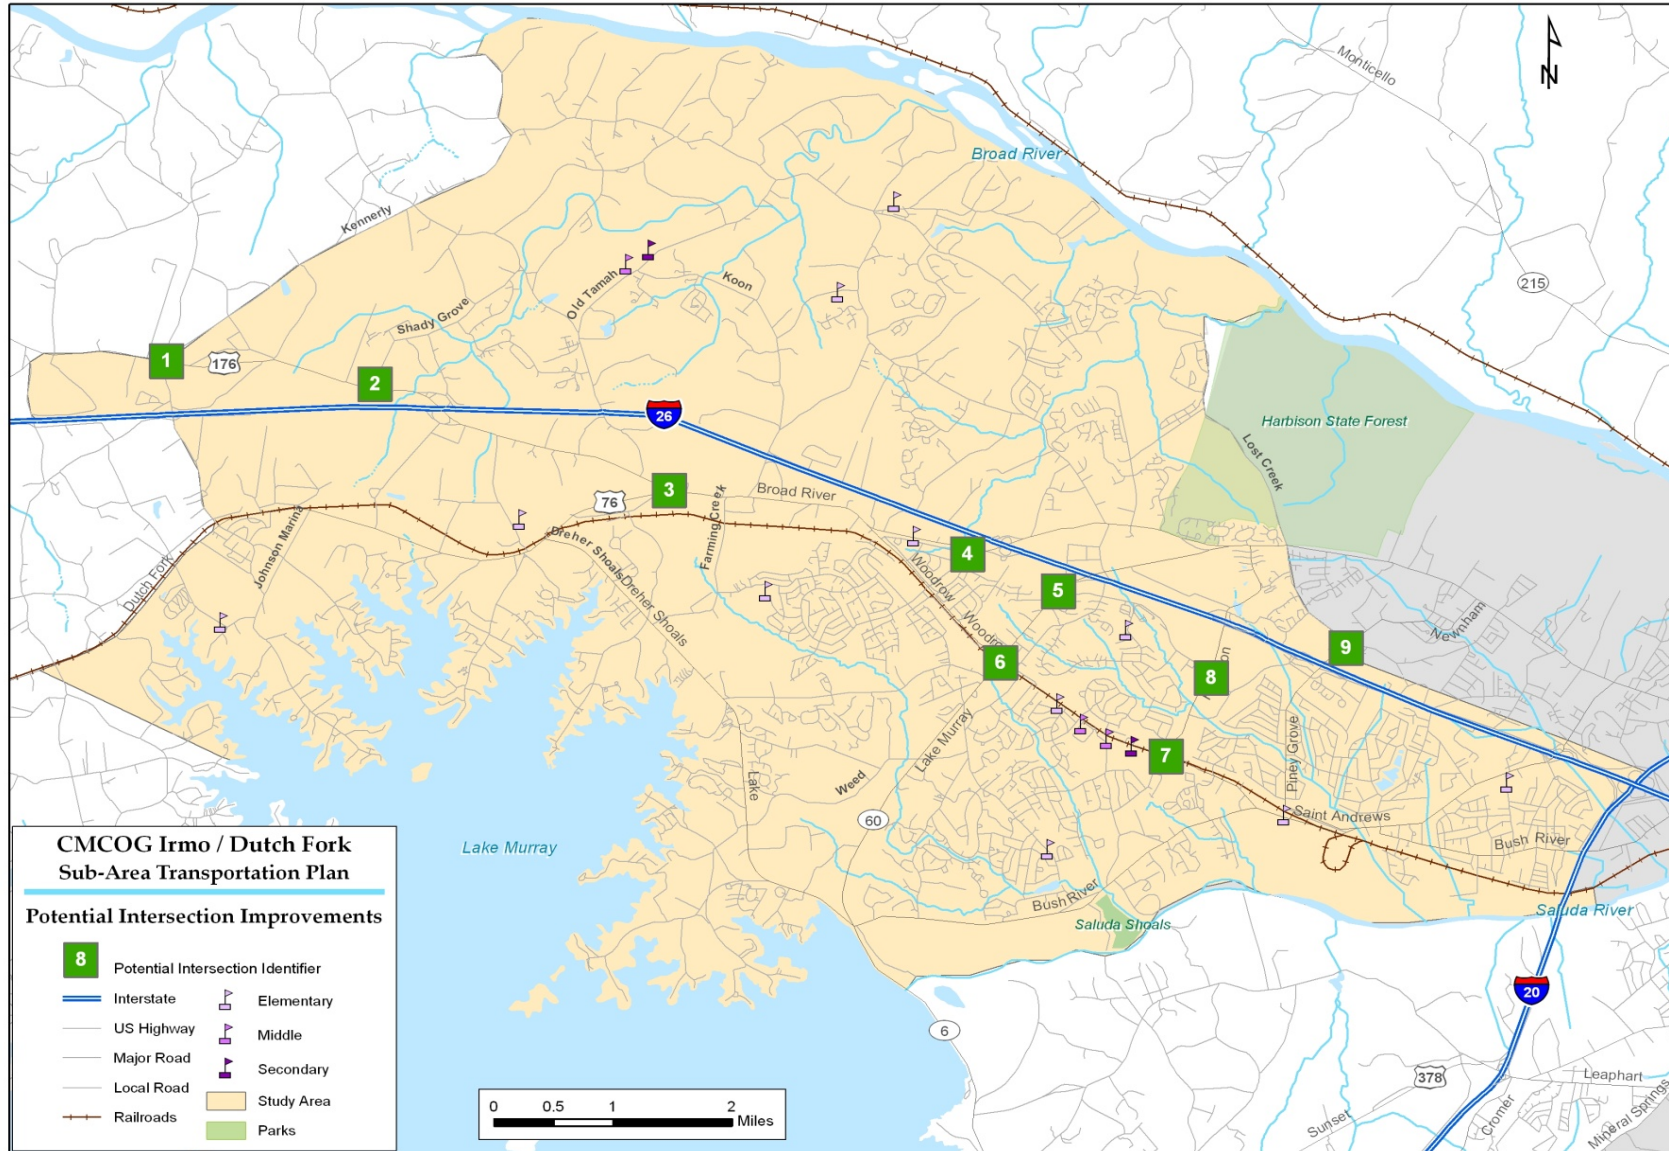 Monticello
N
Broad River
215
Kennerly
Koon
Old Tamah
Shady Grove
1
176
2
26
Harbison State Forest
Lost Creek
3
76
Broad River
Farming Creek
Johnson Marina
Dreher Shoals
Dreher Shoals
Dutch Fork
4
Woodrow
5
Woodrow
Newnham
9
6
8
7
Lake Murray
Piney Grove
Lake
Weed
60
Saint Andrews
Bush River
Bush River
Saluda Shoals
Saluda River
Lake Murray
20
6
378
Leaphart
Sunset
Cromer
Mineral Springs
CMCOG Irmo / Dutch Fork
Sub-Area Transportation Plan
Potential Intersection Improvements
8 Potential Intersection Identifier
Interstate Elementary
US Highway Middle
Major Road
Secondary
Local Road
Study Area
Railroads
Parks
0 0.5 1 2
Miles